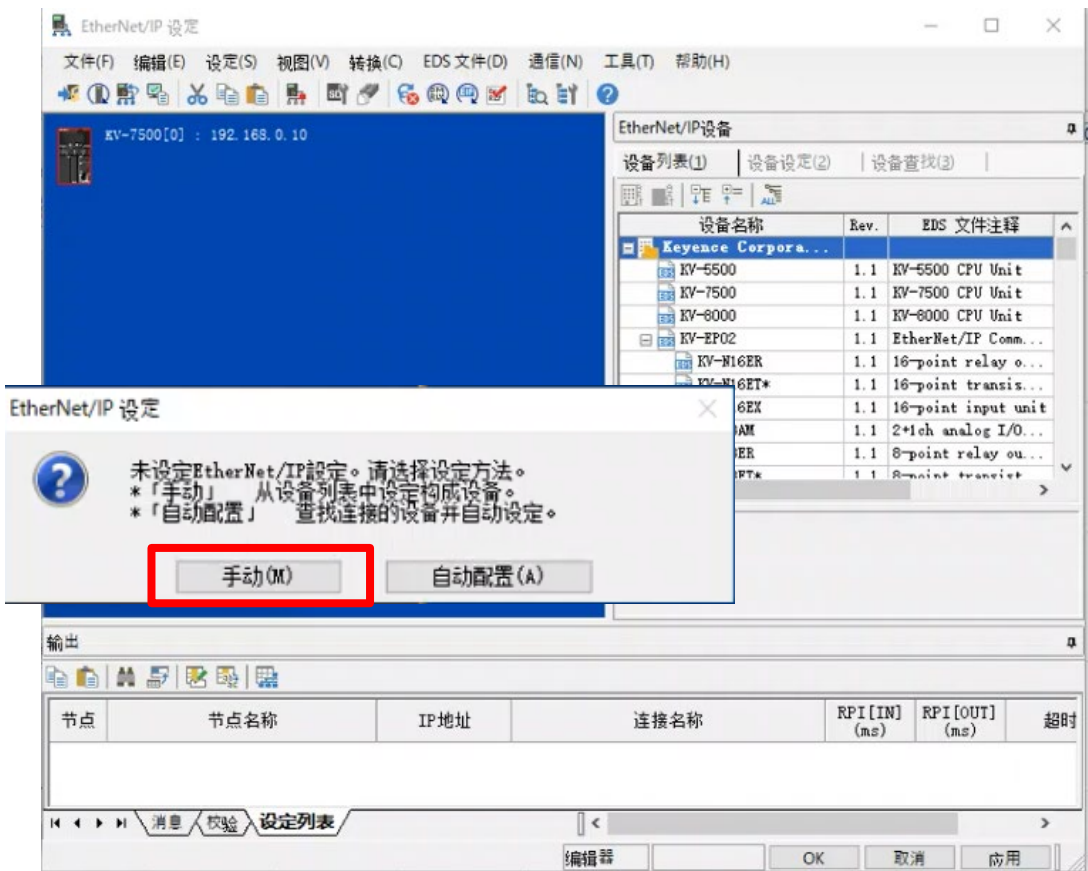 EtherNet/IP 设定
文件(F) 编辑(E) 设定(S) 视图(V) 转换(C) EDS 文件(D) 通信(N) 工具(T) 帮助(H)
KV-7500[0] : 192.168.0.10
EtherNet/IP设备
设备列表(1) 设备设定(2) 设备查找(3)
设备名称 Rev. EDS 文件注释
Keyence Corpora...
KV-5500 1.1 KV-5500 CPU Unit
KV-7500 1.1 KV-7500 CPU Unit
KV-8000 1.1 KV-8000 CPU Unit
KV-EP02 1.1 EtherNet/IP Comm...
KV-N16ER 1.1 16-point relay o...
KV-N16ET* 1.1 16-point transis...
6EX 1.1 16-point input unit
AM 1.1 2+1ch analog I/O...
ER 1.1 8-point relay ou...
ET* 1.1 8-point transist
EtherNet/IP 设定
未设定EtherNet/IP設定。请选择设定方法。
*「手动」 从设备列表中设定构成设备。
*「自动配置」 查找连接的设备并自动设定。
手动(M) 自动配置(A)
输出
节点 节点名称 IP地址 连接名称 RPI[IN] (ms) RPI[OUT] (ms) 超时
消息 校验 设定列表
编辑器 OK 取消 应用